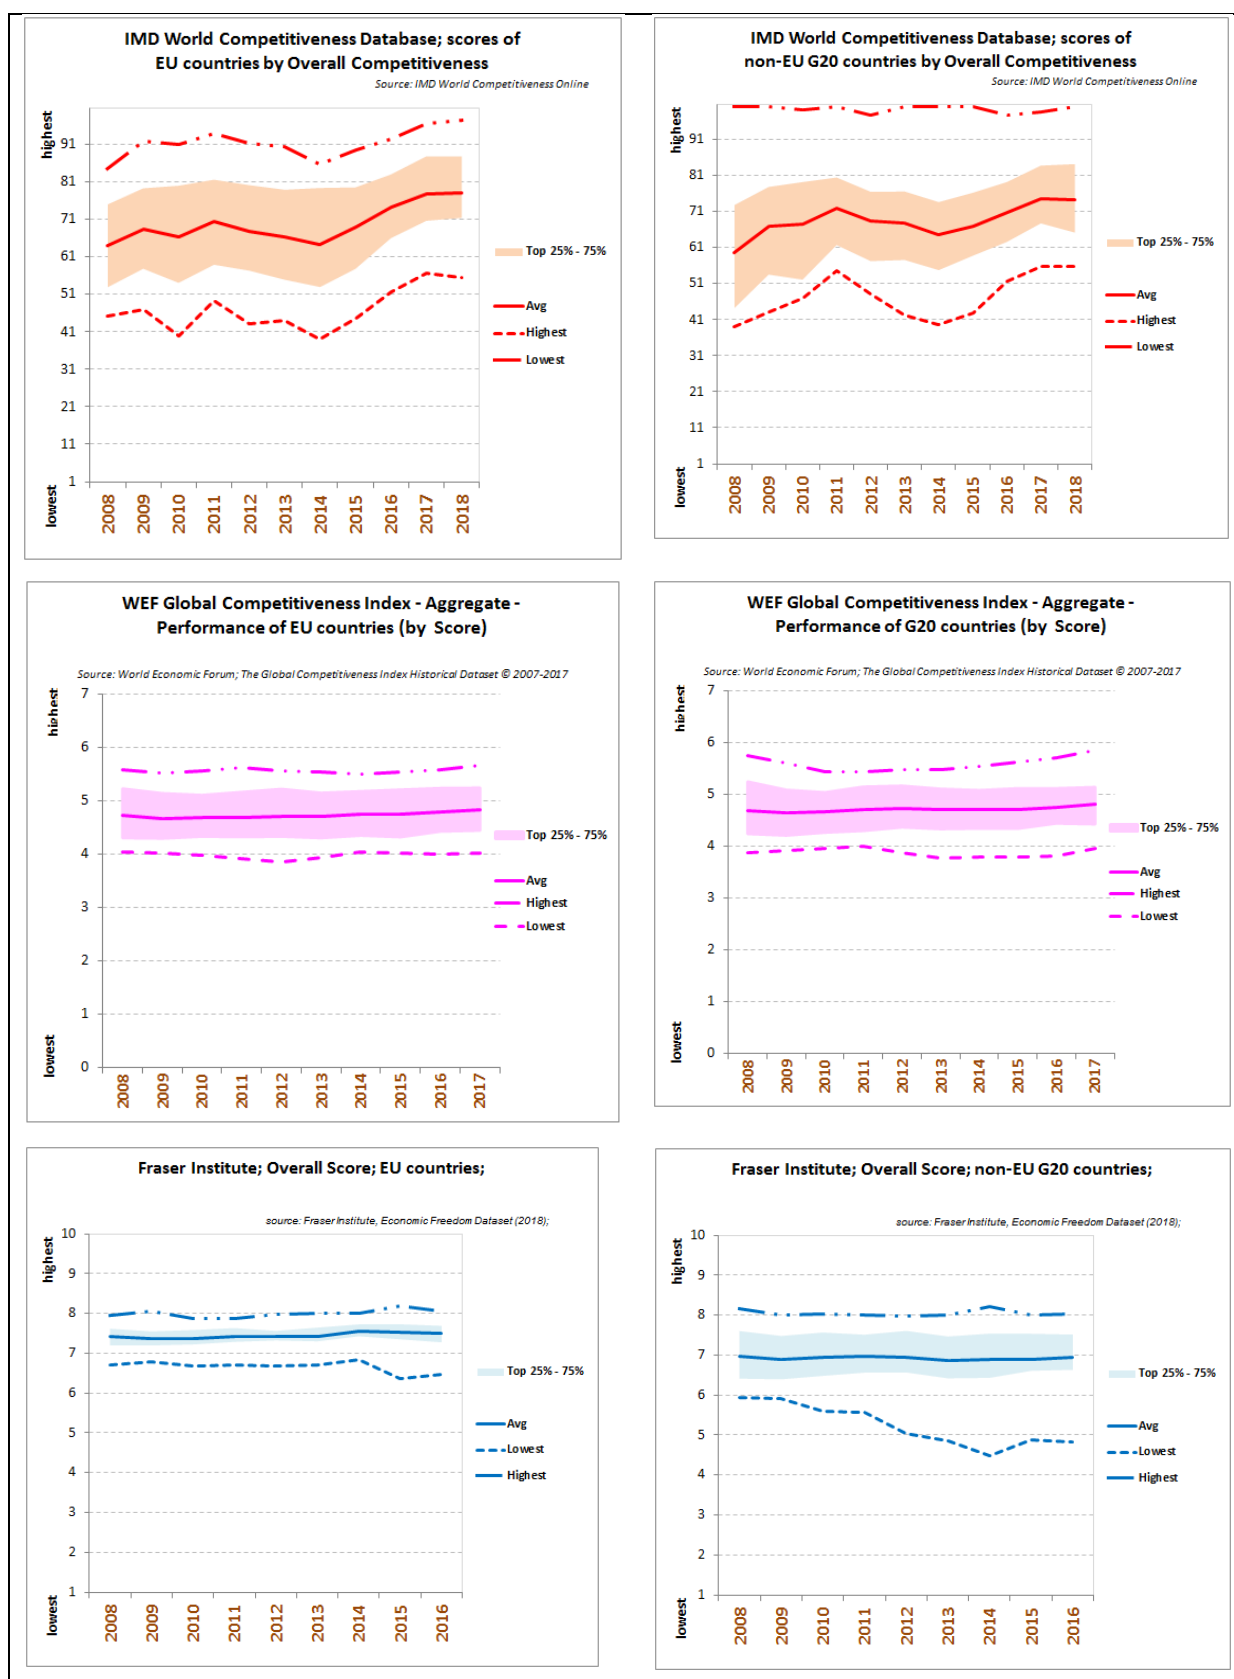 IMD World Competitiveness Database; scores of
EU countries by Overall Competitiveness
Source: IMD World Competitiveness Online
highest
91
81
71
61
51
41
31
21
11
1
lowest
2008
2009
2010
2011
2012
2013
2014
2015
2016
2017
2018
Top 25% - 75%
Avg
Highest
Lowest
IMD World Competitiveness Database; scores of
non-EU G20 countries by Overall Competitiveness
Source: IMD World Competitiveness Online
highest
91
81
71
61
51
41
31
21
11
1
lowest
2008
2009
2010
2011
2012
2013
2014
2015
2016
2017
2018
Top 25% - 75%
Avg
Highest
Lowest
WEF Global Competitiveness Index - Aggregate -
Performance of EU countries (by Score)
Source: World Economic Forum; The Global Competitiveness Index Historical Dataset © 2007-2017
highest
7
6
5
4
3
2
1
0
lowest
2008
2009
2010
2011
2012
2013
2014
2015
2016
2017
Top 25% - 75%
Avg
Highest
Lowest
WEF Global Competitiveness Index - Aggregate -
Performance of G20 countries (by Score)
Source: World Economic Forum; The Global Competitiveness Index Historical Dataset © 2007-2017
highest
7
6
5
4
3
2
1
0
lowest
2008
2009
2010
2011
2012
2013
2014
2015
2016
2017
Top 25% - 75%
Avg
Highest
Lowest
Fraser Institute; Overall Score; EU countries;
source: Fraser Institute, Economic Freedom Dataset (2018);
highest
10
9
8
7
6
5
4
3
2
1
lowest
2008
2009
2010
2011
2012
2013
2014
2015
2016
Top 25% - 75%
Avg
Lowest
Highest
Fraser Institute; Overall Score; non-EU G20 countries;
source: Fraser Institute, Economic Freedom Dataset (2018);
highest
10
9
8
7
6
5
4
3
2
1
lowest
2008
2009
2010
2011
2012
2013
2014
2015
2016
Top 25% - 75%
Avg
Lowest
Highest